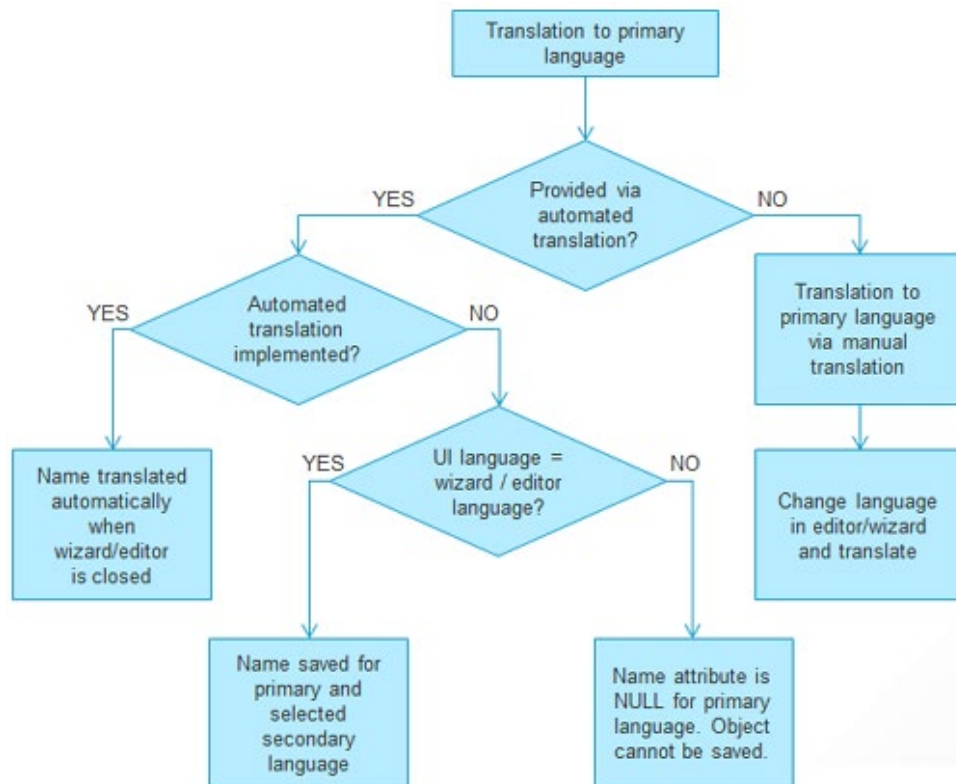 Translation to primary
language
Provided via
automated
translation?
YES
NO
Automated
translation
implemented?
YES
NO
Translation to
primary language
via manual
translation
Name translated
automatically
when
wizard/editor
is closed
UI language =
wizard / editor
language?
YES
NO
Change language
in editor/wizard
and translate
Name saved for
primary and
selected
secondary
language
Name attribute is
NULL for primary
language. Object
cannot be saved.